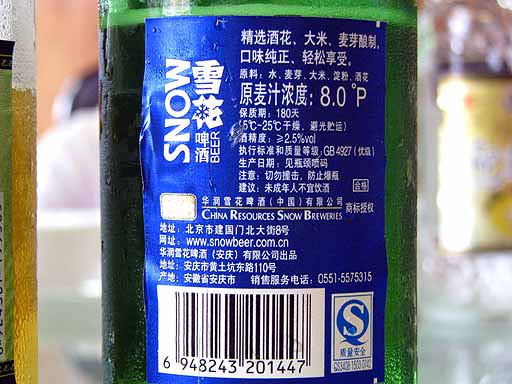 SNOW
雪花
啤酒
BEER
精选酒花、大米、麦芽酿制,
口味纯正、轻松享受。
原料：水、麦芽、大米、淀粉、酒花
原麦汁浓度：8.0 °P
保质期：180天
(5℃~25℃干燥、避光贮运)
酒精度：≥2.5%vol
执行标准和质量等级：GB 4927 (优级)
生产日期：见瓶颈喷码
注意：切勿撞击，防止爆瓶
建议：未成年人不宜饮酒 合格
华润雪花啤酒（中国）有限公司
CHINA RESOURCES SNOW BREWERIES 商标授权
地址：北京市建国门北大街8号
网址：www.snowbeer.com.cn
华润雪花啤酒（安庆）有限公司出品
地址：安庆市黄土坑东路110号
产地：安徽省安庆市 销售服务电话：0551-5575315
6 948243 201447
质量安全